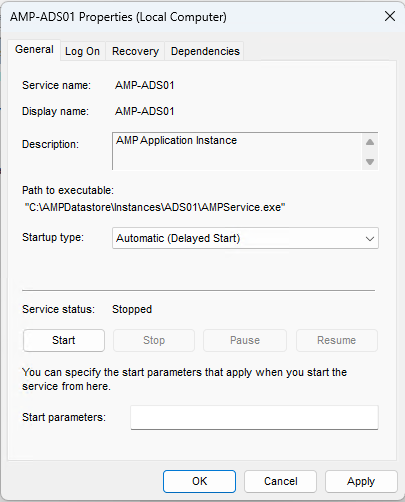 AMP-ADS01 Properties (Local Computer)
General Log On Recovery Dependencies
Service name: AMP-ADS01
Display name: AMP-ADS01
Description: AMP Application Instance
Path to executable:
"C:\AMPDatastore\Instances\ADS01\AMPService.exe"
Startup type: Automatic (Delayed Start)
Service status: Stopped
Start Stop Pause Resume
You can specify the start parameters that apply when you start the
service from here.
Start parameters:
OK Cancel Apply